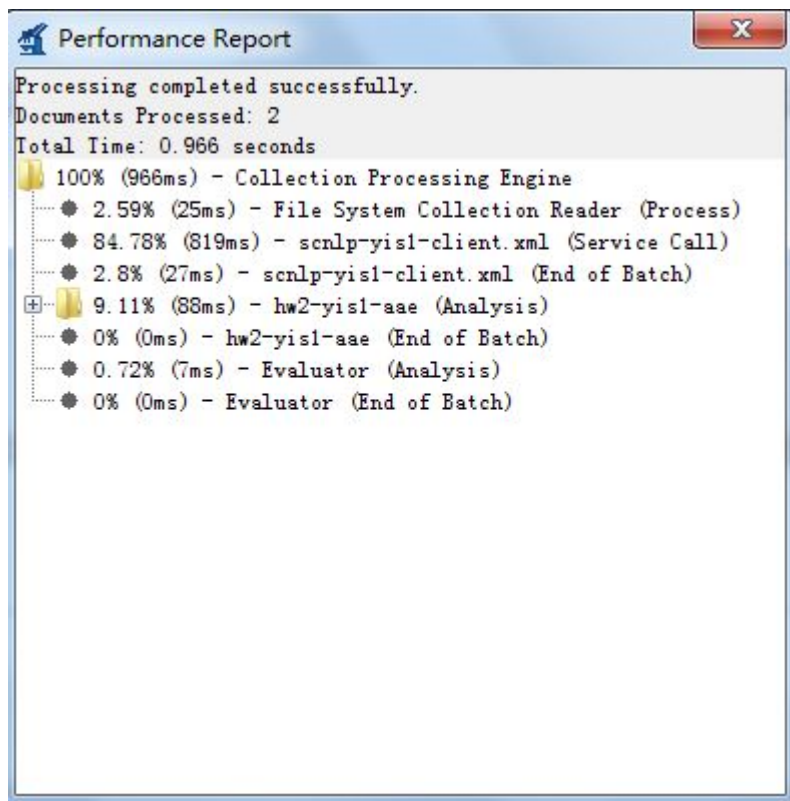 Performance Report
Processing completed successfully.
Documents Processed: 2
Total Time: 0.966 seconds
100% (966ms) - Collection Processing Engine
2.59% (25ms) - File System Collection Reader (Process)
84.78% (819ms) - scnlp-yis1-client.xml (Service Call)
2.8% (27ms) - scnlp-yis1-client.xml (End of Batch)
9.11% (88ms) - hw2-yis1-aae (Analysis)
0% (0ms) - hw2-yis1-aae (End of Batch)
0.72% (7ms) - Evaluator (Analysis)
0% (0ms) - Evaluator (End of Batch)